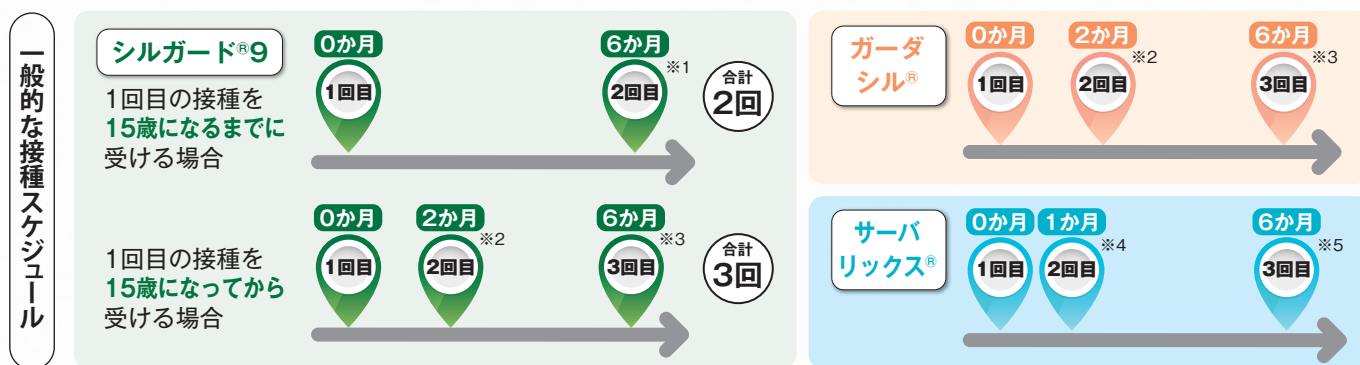 一般的な接種スケジュール
シルガード®9
1回目の接種を
15歳になるまでに
受ける場合
0か月
1回目
6か月
※1
2回目
合計
2回
1回目の接種を
15歳になってから
受ける場合
0か月
1回目
2か月
※2
2回目
6か月
※3
3回目
合計
3回
ガーダ
シル®
0か月
1回目
2か月
※2
2回目
6か月
※3
3回目
サーバ
リックス®
0か月
1回目
1か月
※4
2回目
6か月
※5
3回目